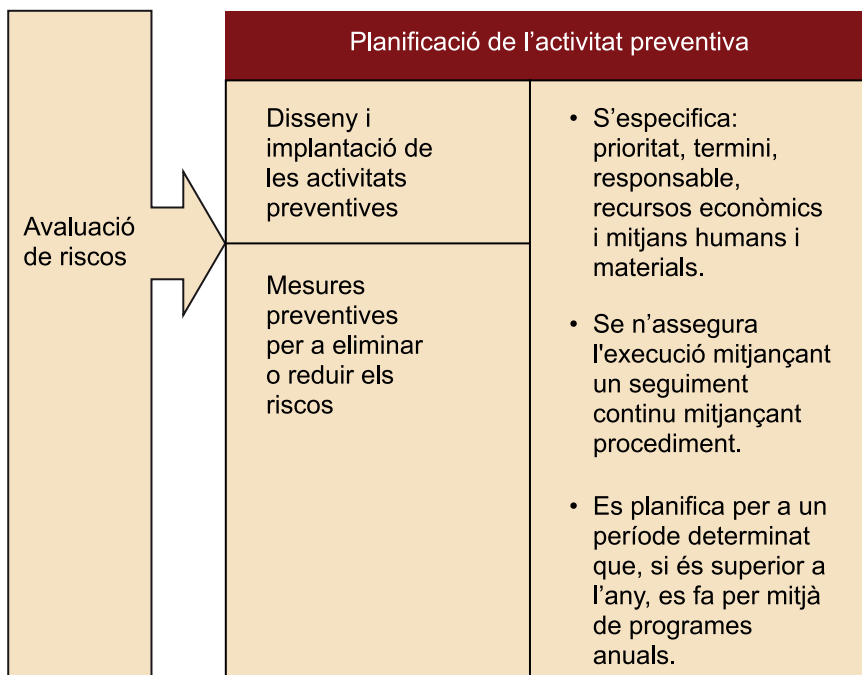 Planificació de l’activitat preventiva
Avaluació
de riscos
Disseny i
implantació de
les activitats
preventives
Mesures
preventives
per a eliminar
o reduir els
riscos
• S’especifica:
prioritat, termini,
responsable,
recursos econòmics
i mitjans humans i
materials.
• Se n’assegura
l'execució mitjançant
un seguiment
continu mitjançant
procediment.
• Es planifica per a un
període determinat
que, si és superior a
l’any, es fa per mitjà
de programes
anuals.